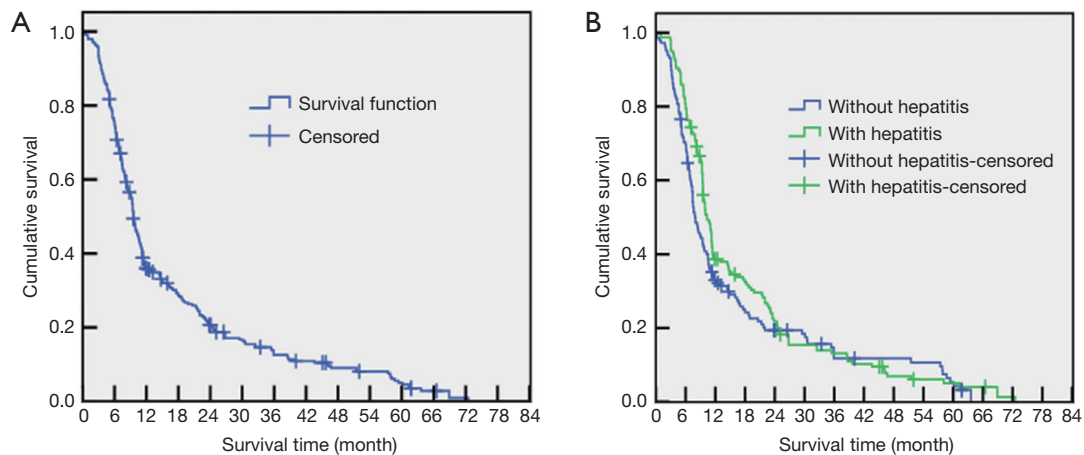 A
1.0
0.8
0.6
0.4
0.2
0.0
Cumulative survival
Survival function
Censored
0 6 12 18 24 30 36 42 48 54 60 66 72 78 84
Survival time (month)
B
1.0
0.8
0.6
0.4
0.2
0.0
Cumulative survival
Without hepatitis
With hepatitis
Without hepatitis-censored
With hepatitis-censored
0 6 12 18 24 30 36 42 48 54 60 66 72 78 84
Survival time (month)